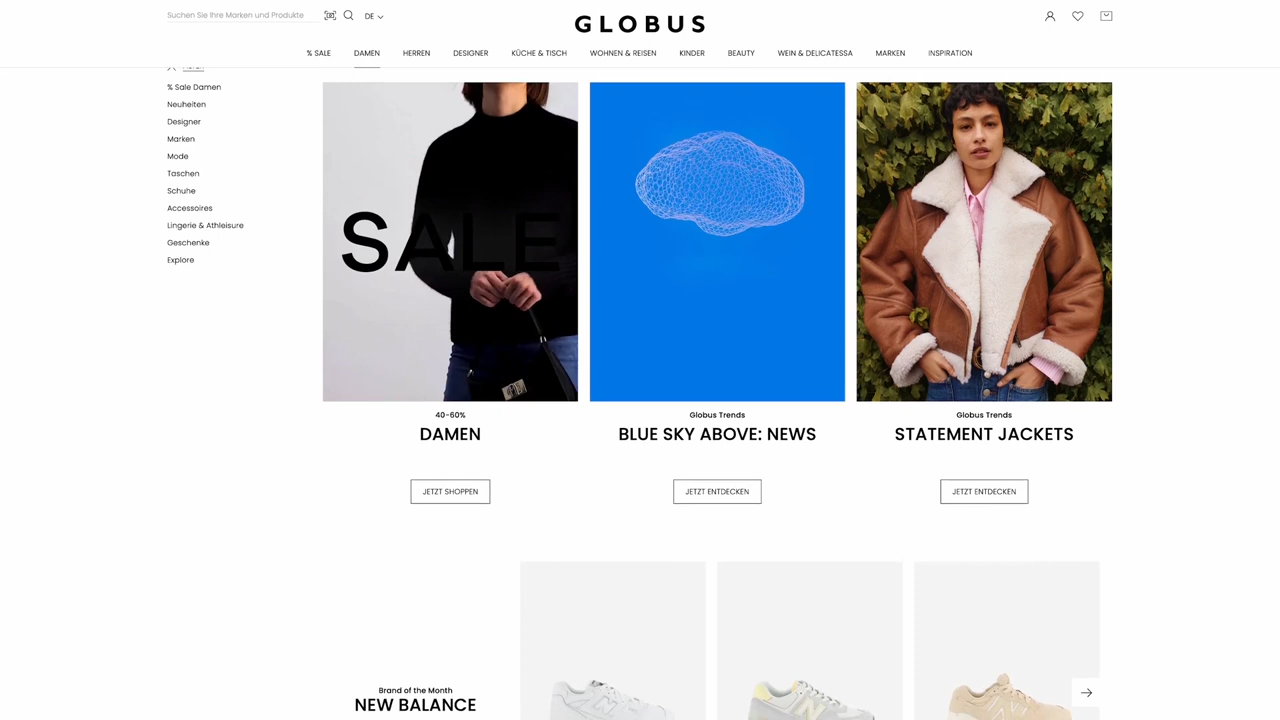 Suchen Sie Ihre Marken und Produkte
DE
GLOBUS
% SALE
DAMEN
HERREN
DESIGNER
KÜCHE & TISCH
WOHNEN & REISEN
KINDER
BEAUTY
WEIN & DELICATESSA
MARKEN
INSPIRATION
% Sale Damen
Neuheiten
Designer
Marken
Mode
Taschen
Schuhe
Accessoires
Lingerie & Athleisure
Geschenke
Explore
SALE
40-60%
DAMEN
JETZT SHOPPEN
Globus Trends
BLUE SKY ABOVE: NEWS
JETZT ENTDECKEN
Globus Trends
STATEMENT JACKETS
JETZT ENTDECKEN
Brand of the Month
NEW BALANCE